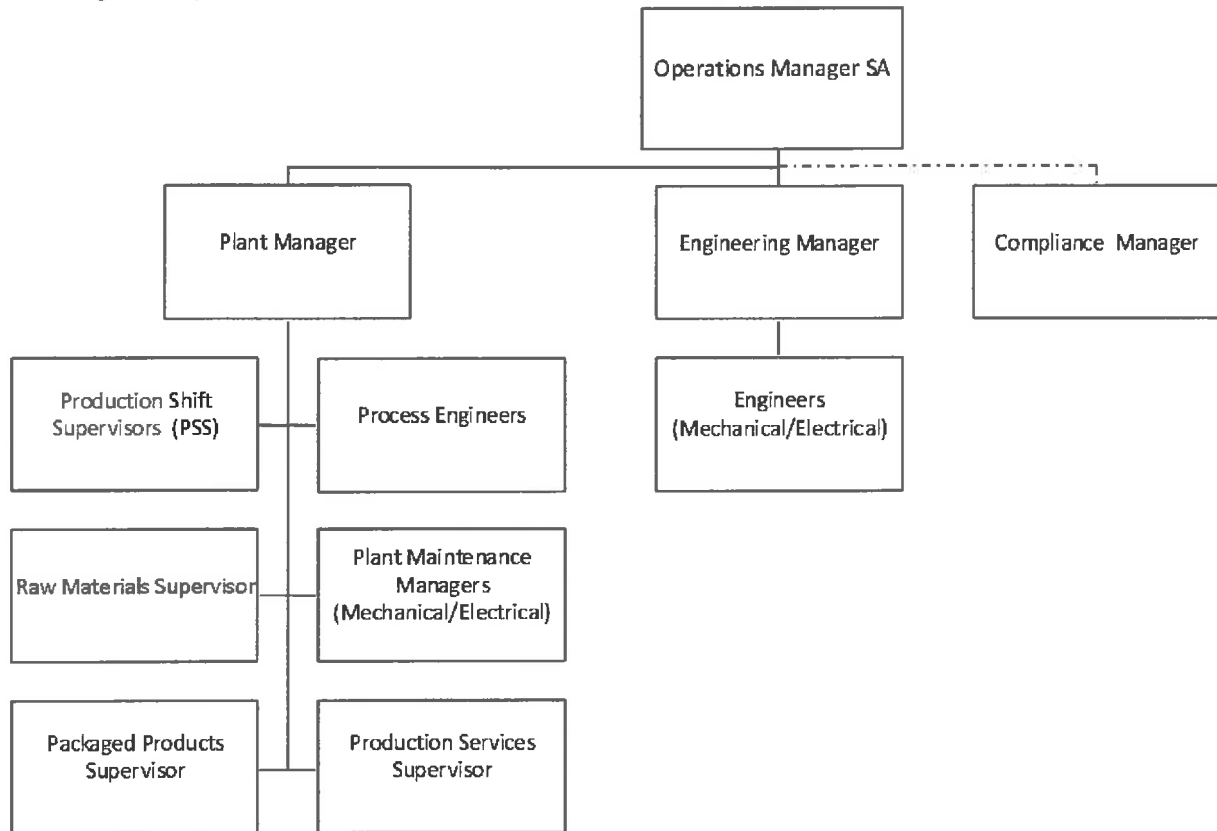 Operations Manager SA
Plant Manager
Engineering Manager
Compliance Manager
Production Shift
Supervisors (PSS)
Process Engineers
Engineers
(Mechanical/Electrical)
Raw Materials Supervisor
Plant Maintenance
Managers
(Mechanical/Electrical)
Packaged Products
Supervisor
Production Services
Supervisor